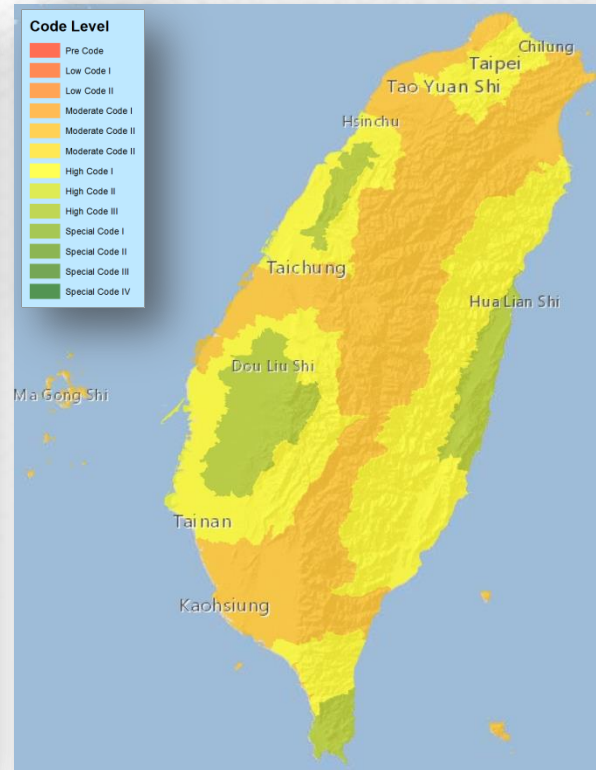 Code Level
Pre Code
Low Code I
Low Code II
Moderate Code I
Moderate Code II
Moderate Code II
High Code I
High Code II
High Code III
Special Code I
Special Code II
Special Code III
Special Code IV
Chilung
Taipei
Tao Yuan Shi
Hsinchu
Taichung
Hua Lian Shi
Dou Liu Shi
Ma Gong Shi
Tainan
Kaohsiung